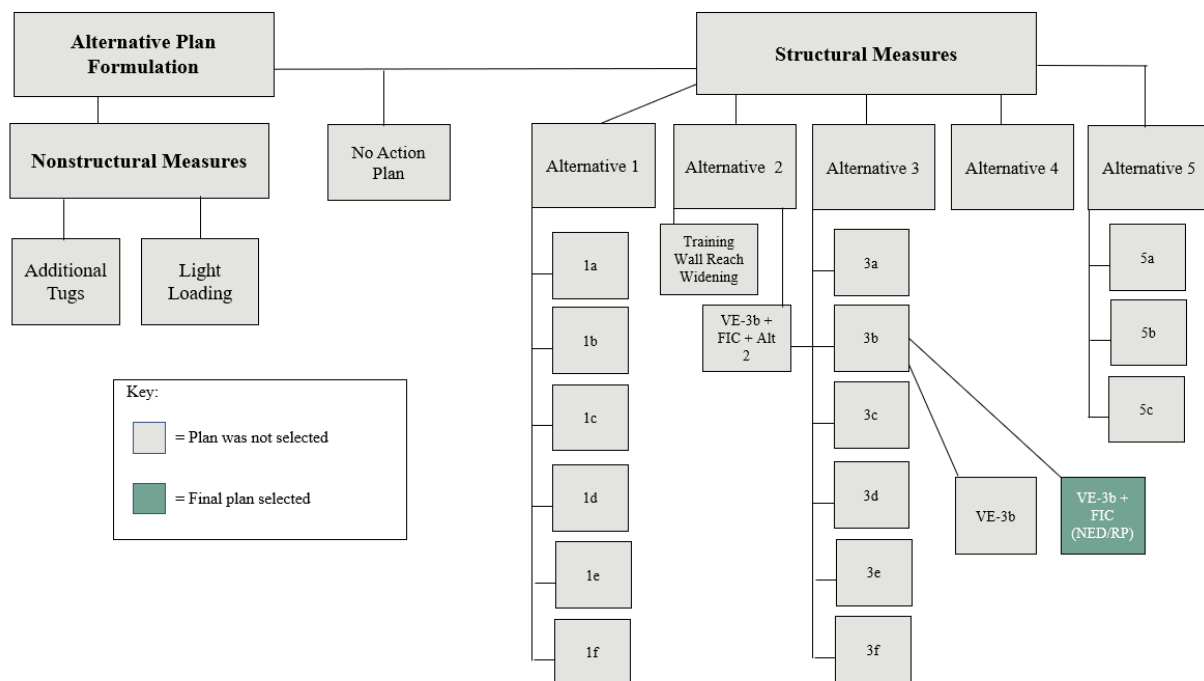 Alternative Plan
Formulation
Structural Measures
Nonstructural Measures
No Action
Plan
Alternative 1
Alternative 2
Alternative 3
Alternative 4
Alternative 5
Additional
Tugs
Light
Loading
1a
1b
1c
1d
1e
1f
Training
Wall Reach
Widening
VE-3b +
FIC + Alt
2
3a
3b
3c
3d
3e
3f
5a
5b
5c
VE-3b
VE-3b +
FIC
(NED/RP)
Key:
= Plan was not selected
= Final plan selected